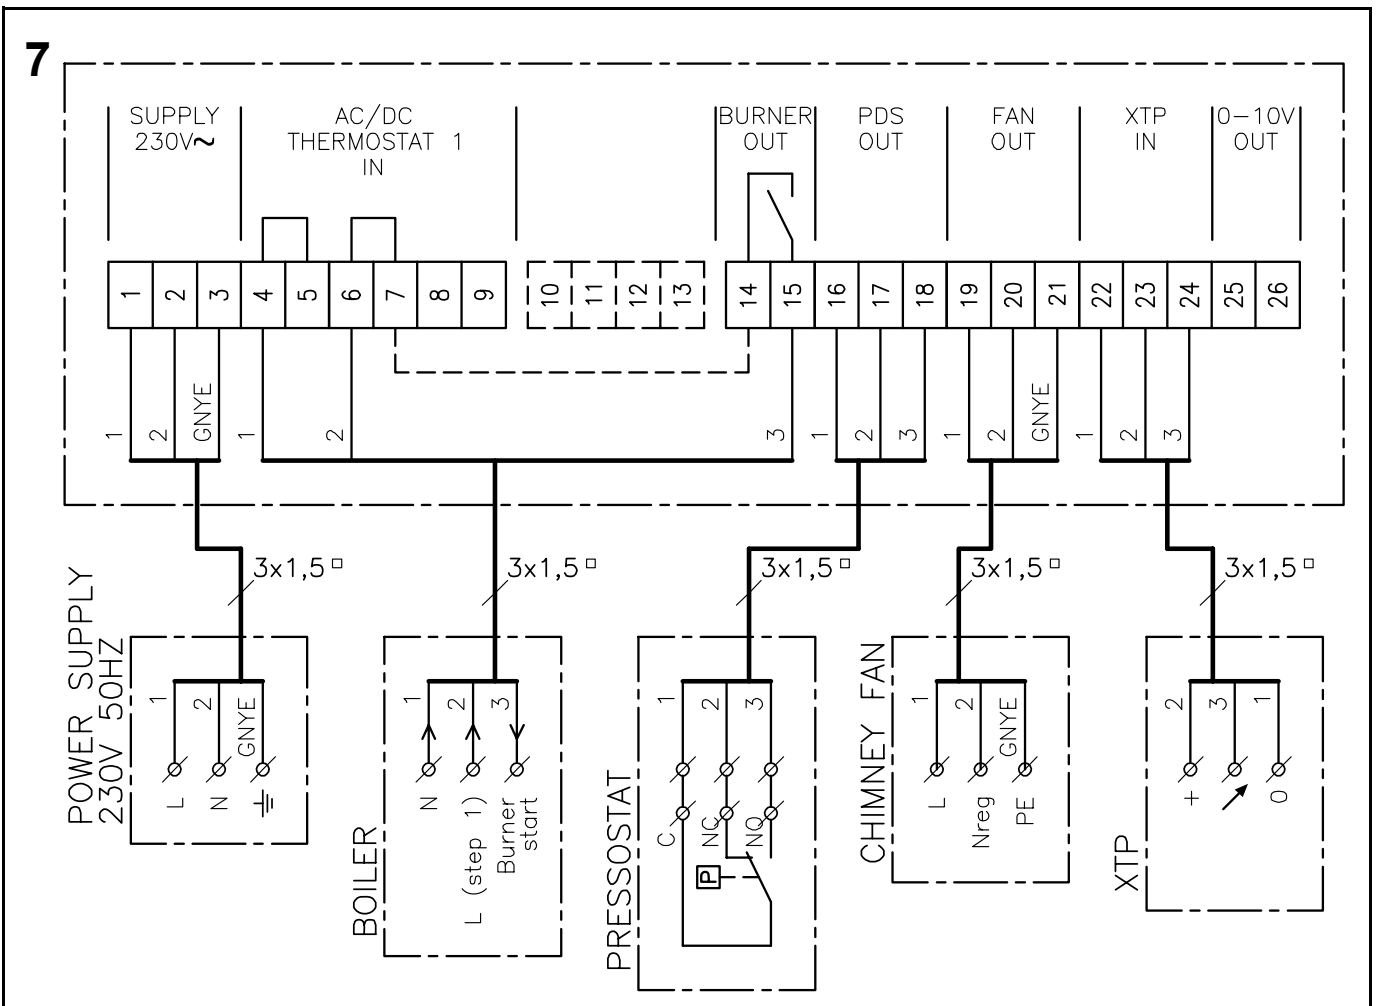 7
SUPPLY
230V~
AC/DC
THERMOSTAT 1
IN
BURNER
OUT
PDS
OUT
FAN
OUT
XTP
IN
0-10V
OUT
1 2 3 4 5 6 7 8 9 10 11 12 13 14 15 16 17 18 19 20 21 22 23 24 25 26
1 2 GNYE 1 2 3 1 2 3 1 2 GNYE 1 2 3
3x1,5 □
3x1,5 □
3x1,5 □
3x1,5 □
3x1,5 □
POWER SUPPLY
230V 50HZ
1 2 GNYE
L N
BOILER
1 2 3
N
L (step 1)
Burner
start
PRESSOSTAT
1 2 3
C NC NO
P
CHIMNEY FAN
1 2 GNYE
L Nreg PE
XTP
2 3 1
+ 0